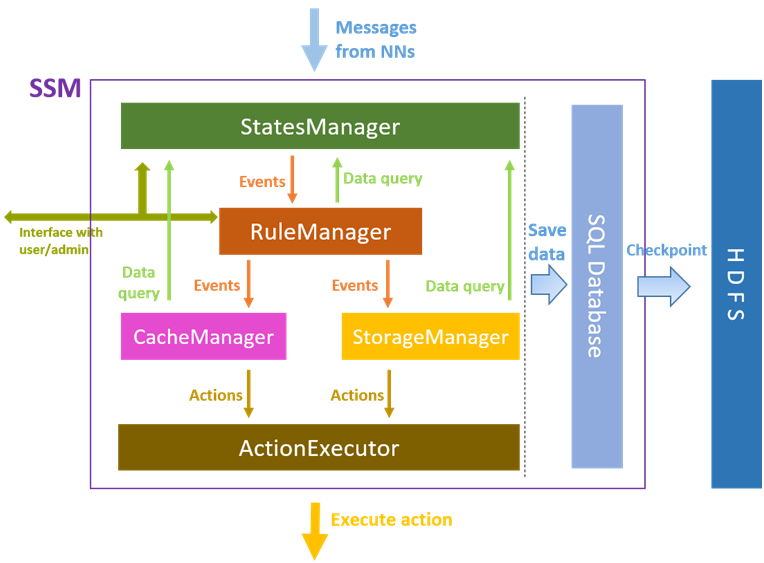 Messages
from NNs
SSM
StatesManager
Events
Data query
Interface with
user/admin
RuleManager
Save
data
SQL Database
Checkpoint
HDFS
Data
query
Events
Events
Data query
CacheManager
StorageManager
Actions
Actions
ActionExecutor
Execute action